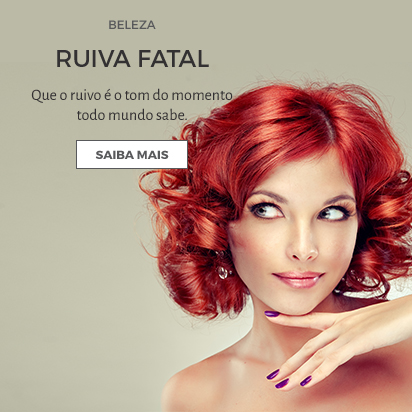 BELEZA
RUIVA FATAL
Que o ruivo é o tom do momento
todo mundo sabe.
SAIBA MAIS